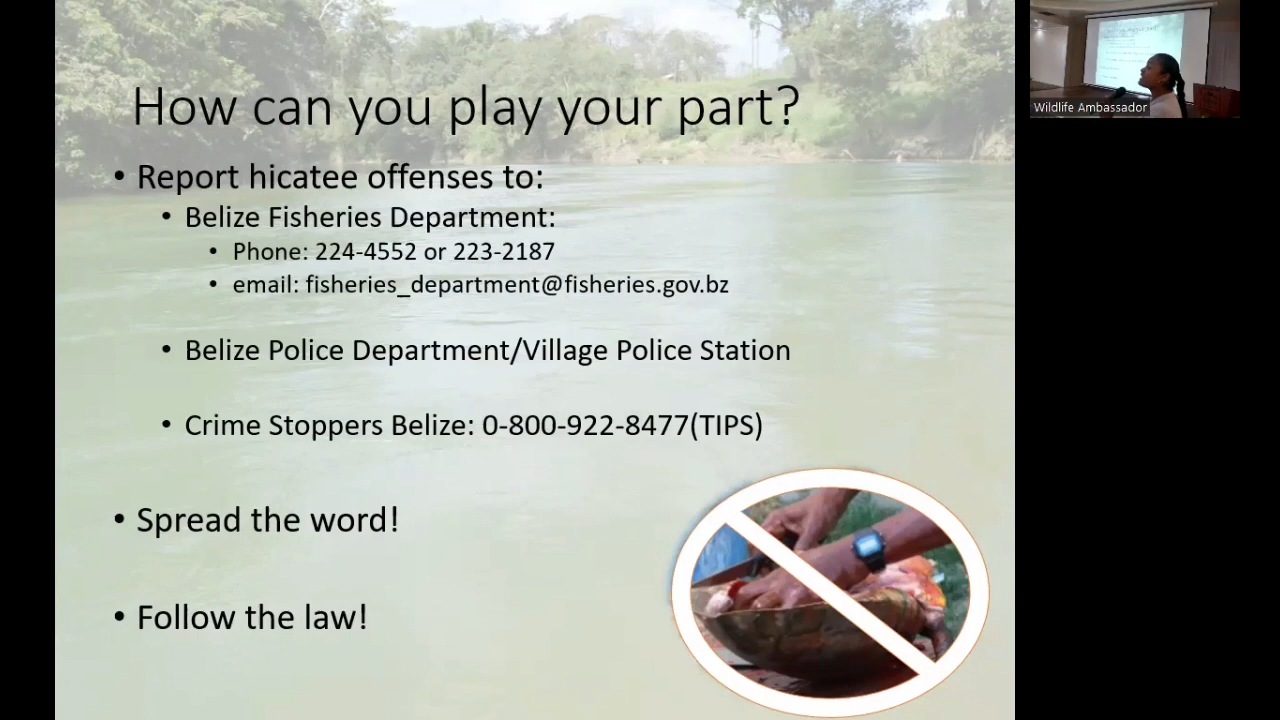 How can you play your part?
• Report hicatee offenses to:
• Belize Fisheries Department:
• Phone: 224-4552 or 223-2187
• email: fisheries_department@fisheries.gov.bz
• Belize Police Department/Village Police Station
• Crime Stoppers Belize: 0-800-922-8477(TIPS)
• Spread the word!
• Follow the law!
Wildlife Ambassador